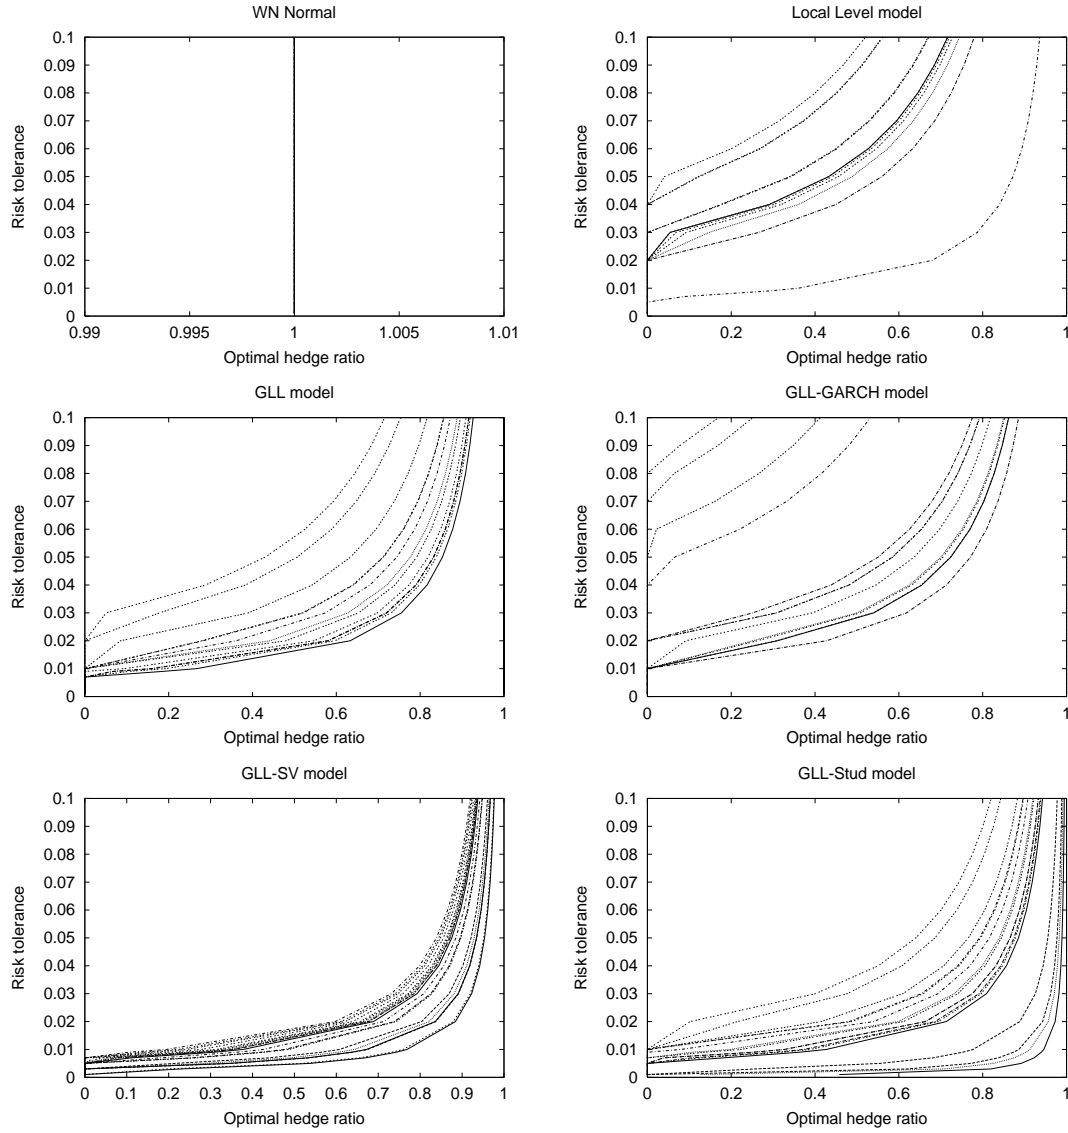 WN Normal
Risk tolerance
0.1
0.09
0.08
0.07
0.06
0.05
0.04
0.03
0.02
0.01
0
0.99 0.995 1 1.005 1.01
Optimal hedge ratio
Local Level model
Risk tolerance
0.1
0.09
0.08
0.07
0.06
0.05
0.04
0.03
0.02
0.01
0
0 0.2 0.4 0.6 0.8 1
Optimal hedge ratio
GLL model
Risk tolerance
0.1
0.09
0.08
0.07
0.06
0.05
0.04
0.03
0.02
0.01
0
0 0.2 0.4 0.6 0.8 1
Optimal hedge ratio
GLL-GARCH model
Risk tolerance
0.1
0.09
0.08
0.07
0.06
0.05
0.04
0.03
0.02
0.01
0
0 0.2 0.4 0.6 0.8 1
Optimal hedge ratio
GLL-SV model
Risk tolerance
0.1
0.09
0.08
0.07
0.06
0.05
0.04
0.03
0.02
0.01
0
0 0.1 0.2 0.3 0.4 0.5 0.6 0.7 0.8 0.9 1
Optimal hedge ratio
GLL-Stud model
Risk tolerance
0.1
0.09
0.08
0.07
0.06
0.05
0.04
0.03
0.02
0.01
0
0 0.2 0.4 0.6 0.8 1
Optimal hedge ratio